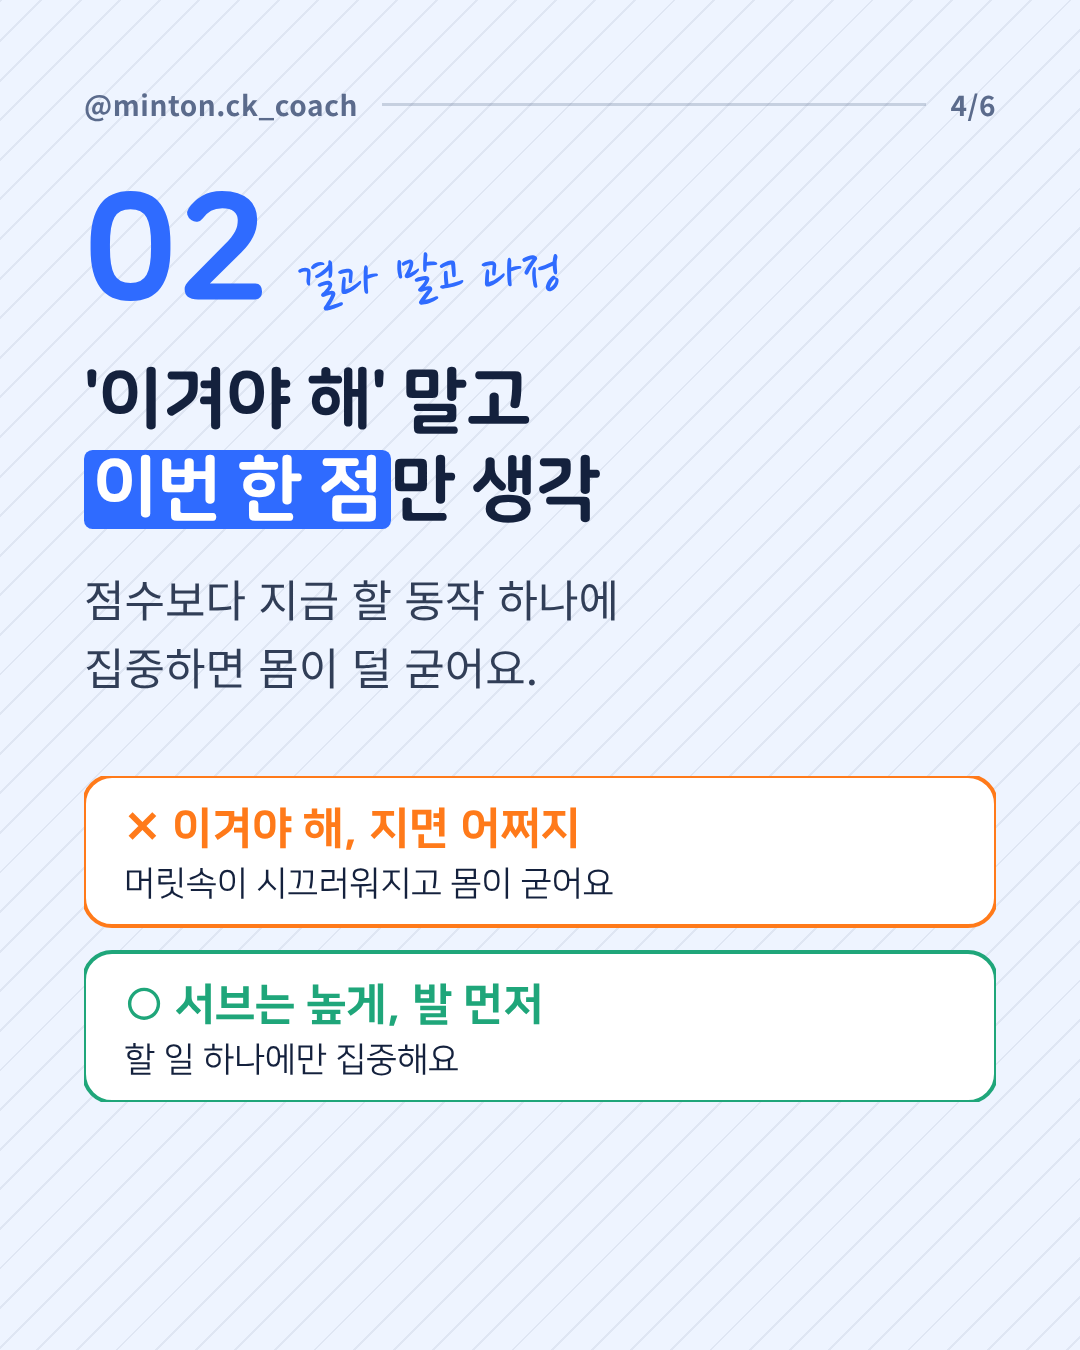 @minton.ck_coach 4/6
02 결과 말고 과정
'이겨야 해' 말고
이번 한 점만 생각
점수보다 지금 할 동작 하나에
집중하면 몸이 덜 굳어요.
✕ 이겨야 해, 지면 어쩌지
머릿속이 시끄러워지고 몸이 굳어요
○ 서브는 높게, 발 먼저
할 일 하나에만 집중해요